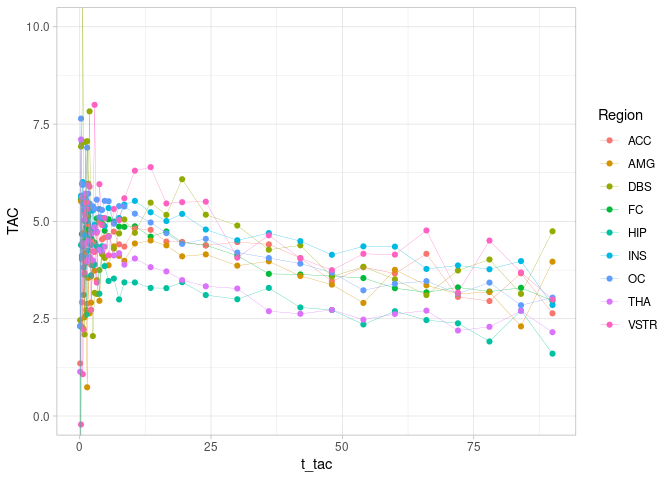 10.0
7.5
5.0
2.5
0.0
TAC
0
25
50
75
t_tac
Region
ACC
AMG
DBS
FC
HIP
INS
OC
THA
VSTR